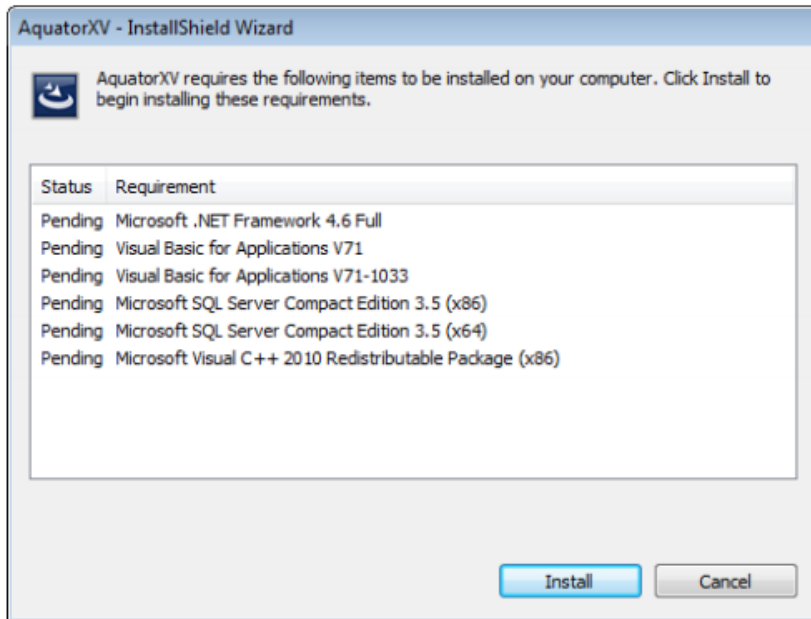 AquatorXV - InstallShield Wizard
AquatorXV requires the following items to be installed on your computer. Click Install to
begin installing these requirements.
Status Requirement
Pending Microsoft .NET Framework 4.6 Full
Pending Visual Basic for Applications V71
Pending Visual Basic for Applications V71-1033
Pending Microsoft SQL Server Compact Edition 3.5 (x86)
Pending Microsoft SQL Server Compact Edition 3.5 (x64)
Pending Microsoft Visual C++ 2010 Redistributable Package (x86)
Install Cancel